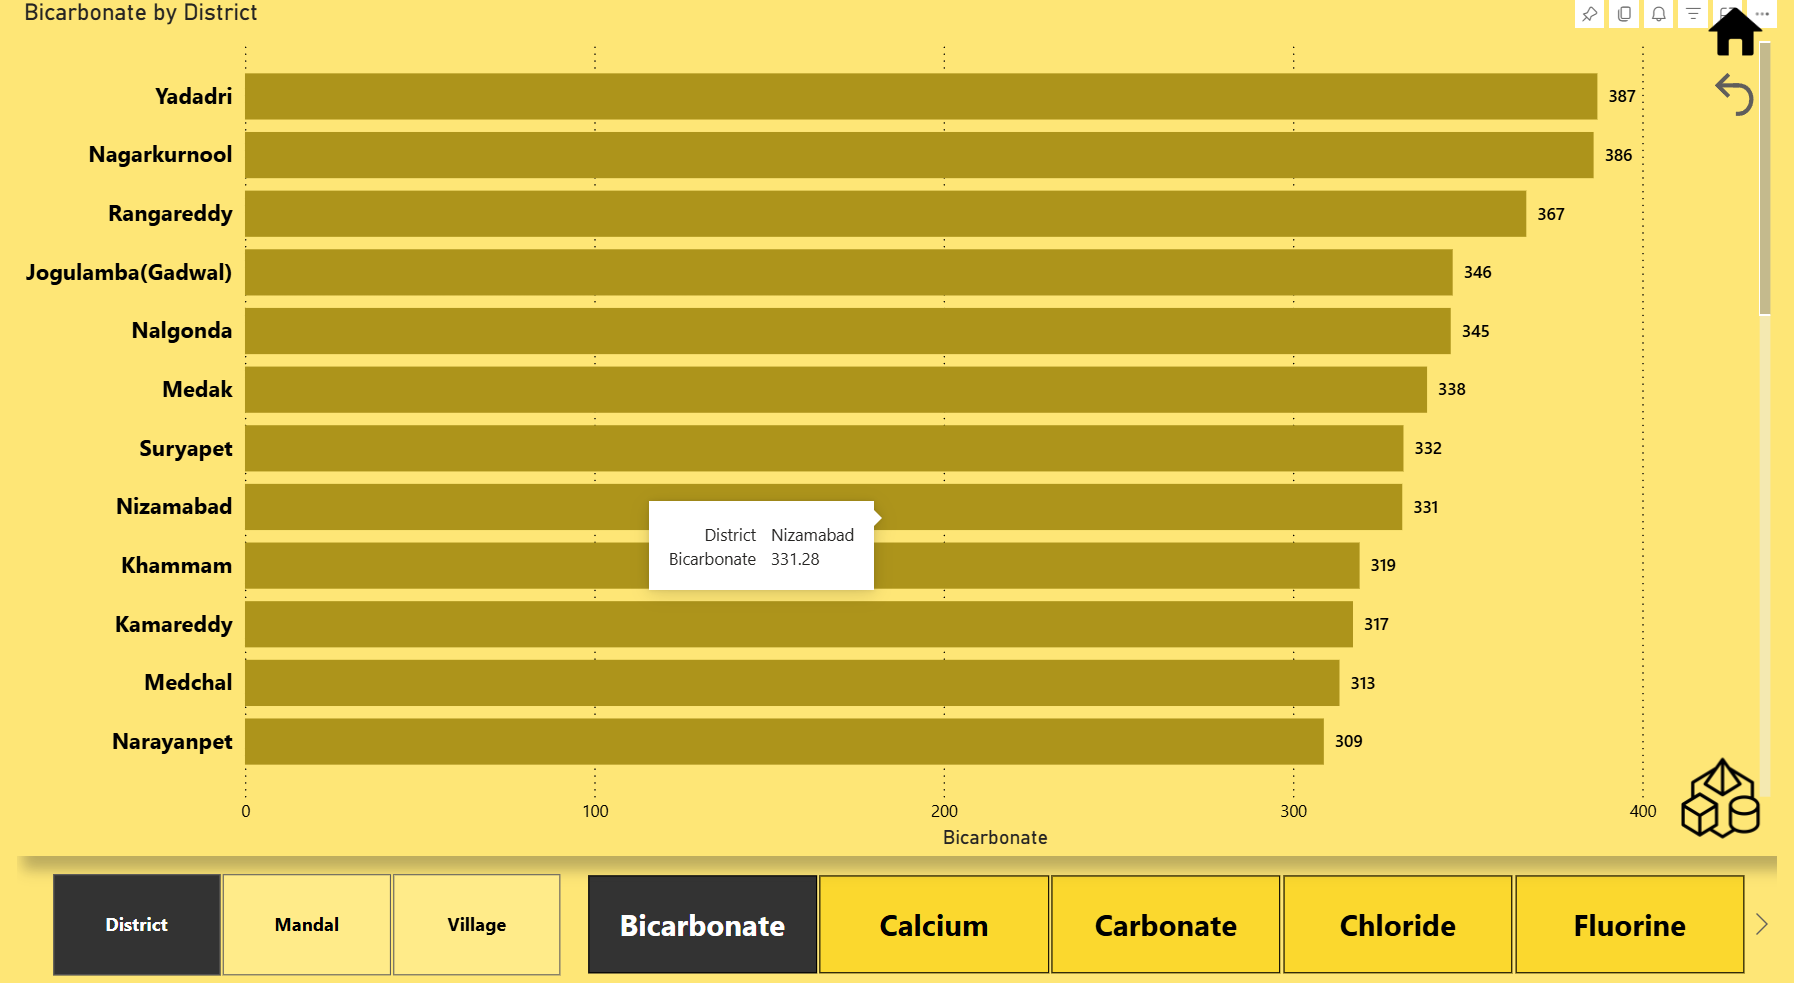 Bicarbonate by District
Yadadri 387
Nagarkurnool 386
Rangareddy 367
Jogulamba(Gadwal) 346
Nalgonda 345
Medak 338
Suryapet 332
Nizamabad 331
District Nizamabad
Bicarbonate 331.28
Khammam 319
Kamareddy 317
Medchal 313
Narayanpet 309
0 100 200 300 400
Bicarbonate
District Mandal Village Bicarbonate Calcium Carbonate Chloride Fluorine